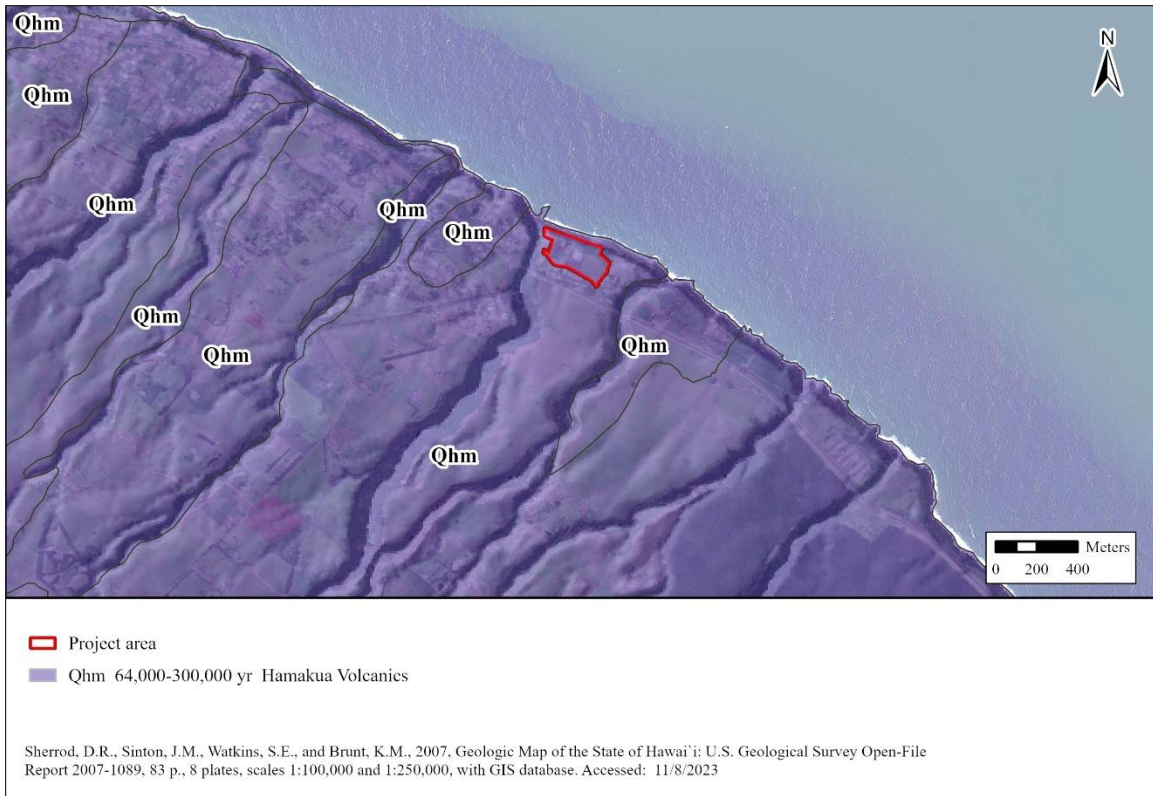 Qhm
N
Qhm
Qhm
Qhm
Qhm
Qhm
Qhm
Qhm
Qhm
Meters
0 200 400
Project area
Qhm 64,000-300,000 yr Hamakua Volcanics
Sherrod, D.R., Sinton, J.M., Watkins, S.E., and Brunt, K.M., 2007, Geologic Map of the State of Hawai`i: U.S. Geological Survey Open-File
Report 2007-1089, 83 p., 8 plates, scales 1:100,000 and 1:250,000, with GIS database. Accessed: 11/8/2023